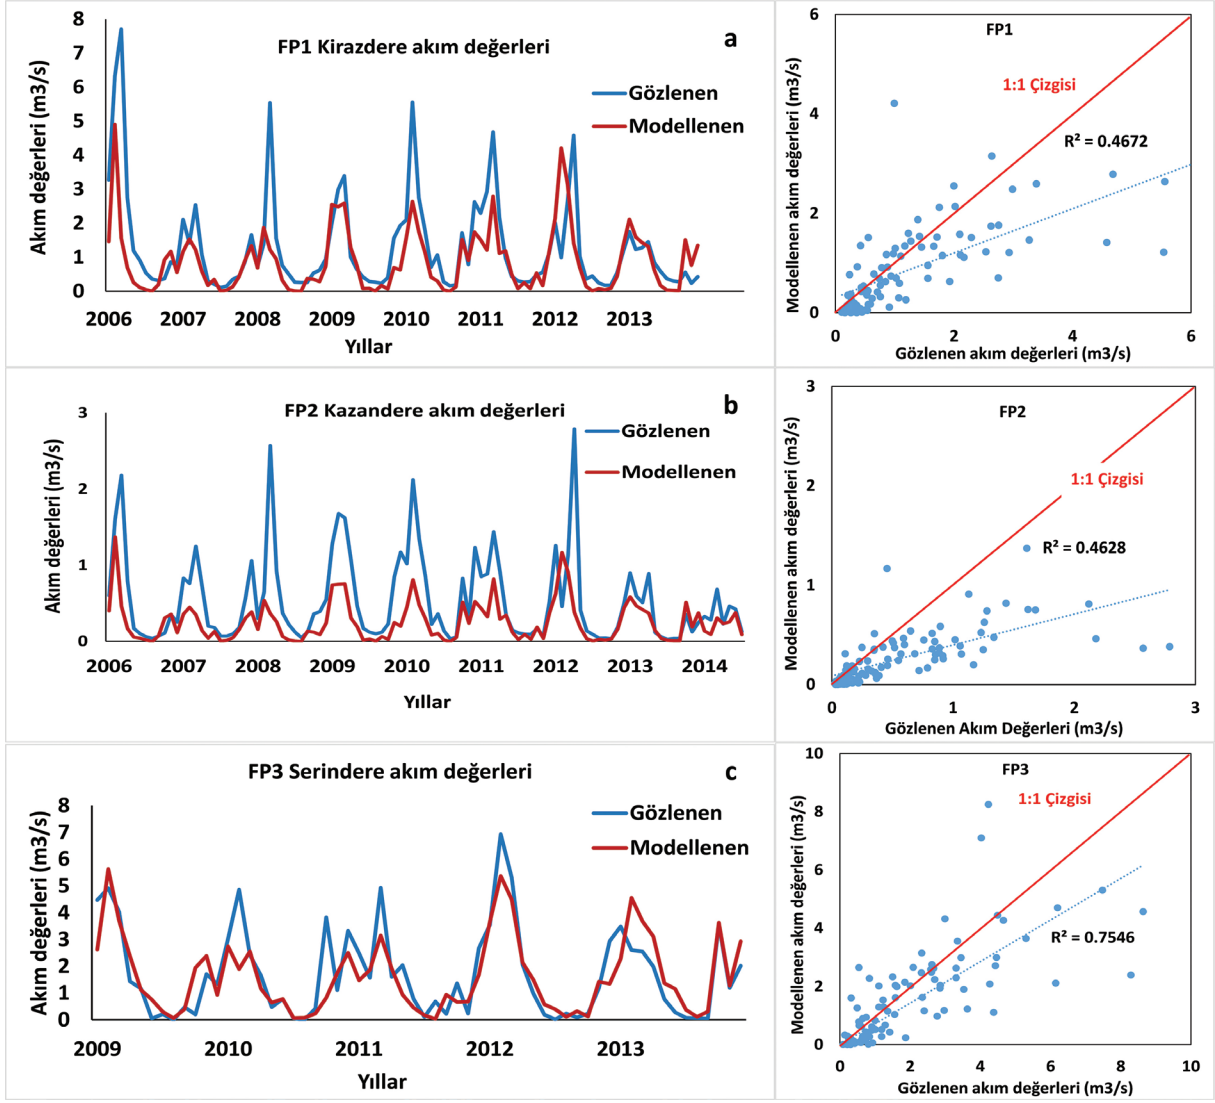 FP1 Kirazdere akım değerleri
a
Gözlenen
Modellenen
Akım değerleri (m3/s)
8
7
6
5
4
3
2
1
0
2006 2007 2008 2009 2010 2011 2012 2013
Yıllar
FP1
1:1 Çizgisi
R² = 0.4672
Modellenen akım değerleri (m3/s)
6
4
2
0
0 2 4 6
Gözlenen akım değerleri (m3/s)
FP2 Kazandere akım değerleri
b
Gözlenen
Modellenen
Akım değerleri (m3/s)
3
2
1
0
2006 2007 2008 2009 2010 2011 2012 2013 2014
Yıllar
FP2
1:1 Çizgisi
R² = 0.4628
Modellenen akım değerleri (m3/s)
3
2
1
0
0 1 2 3
Gözlenen Akım Değerleri (m3/s)
FP3 Serindere akım değerleri
c
Gözlenen
Modellenen
Akım değerleri (m3/s)
8
7
6
5
4
3
2
1
0
2009 2010 2011 2012 2013
Yıllar
FP3
1:1 Çizgisi
R² = 0.7546
Modellenen akım değerleri (m3/s)
10
8
6
4
2
0
0 2 4 6 8 10
Gözlenen akım değerleri (m3/s)